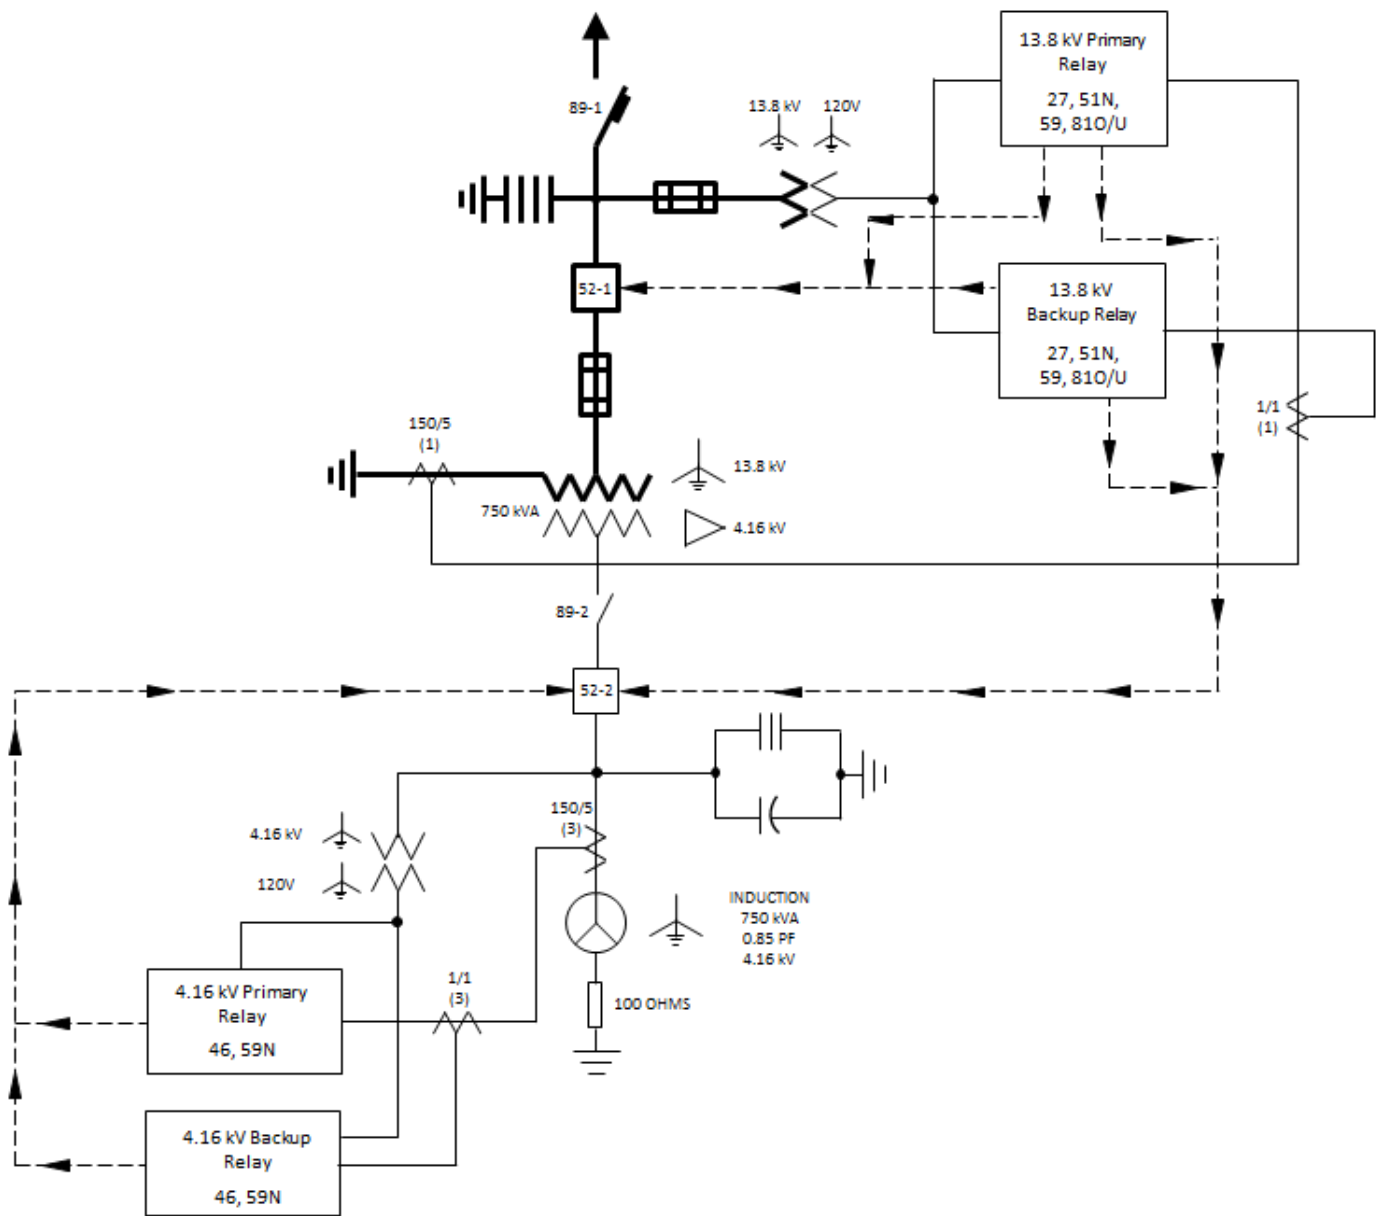 13.8 kV Primary
Relay
27, 51N,
59, 81O/U
89-1
13.8 kV
120V
52-1
13.8 kV
Backup Relay
27, 51N,
59, 81O/U
150/5
(1)
1/1
(1)
13.8 kV
750 kVA
4.16 kV
89-2
52-2
150/5
(3)
4.16 kV
120V
INDUCTION
750 kVA
0.85 PF
4.16 kV
1/1
(3)
4.16 kV Primary
Relay
46, 59N
100 OHMS
4.16 kV Backup
Relay
46, 59N